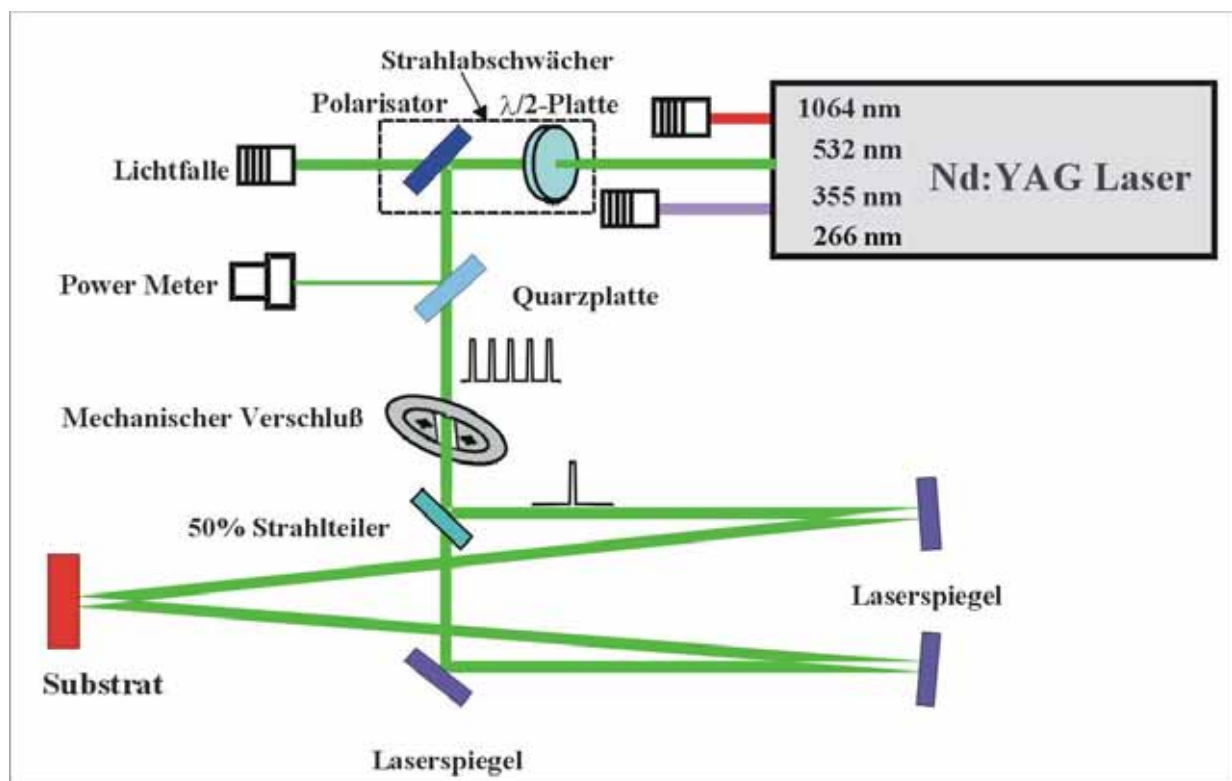 Strahlabschwächer
Polarisator
λ/2-Platte
1064 nm
532 nm
355 nm
266 nm
Nd:YAG Laser
Lichtfalle
Power Meter
Quarzplatte
Mechanischer Verschluß
50% Strahlteiler
Laserspiegel
Substrat
Laserspiegel